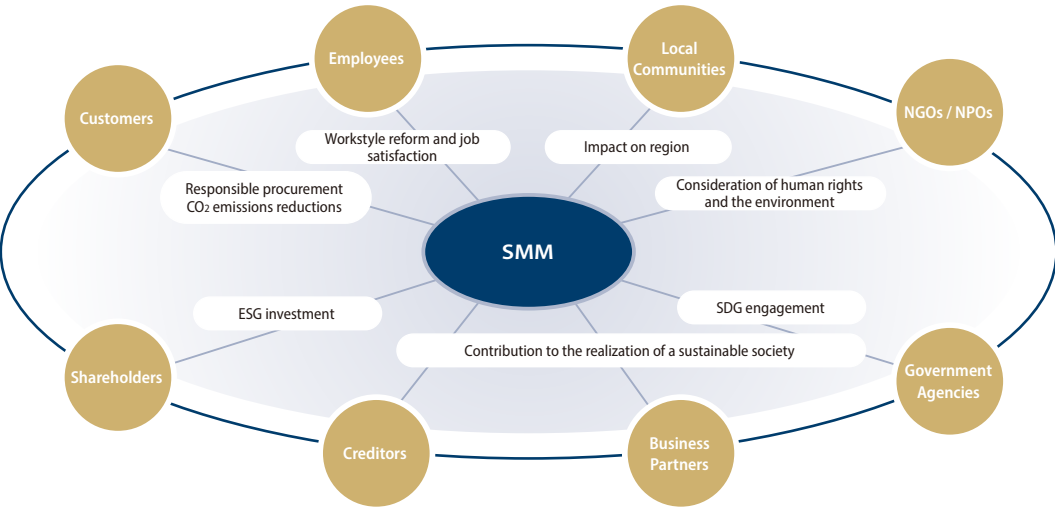 Employees
Local
Communities
Customers
NGOs / NPOs
Workstyle reform and job
satisfaction
Impact on region
Responsible procurement
CO2 emissions reductions
Consideration of human rights
and the environment
SMM
ESG investment
SDG engagement
Contribution to the realization of a sustainable society
Shareholders
Government
Agencies
Creditors
Business
Partners